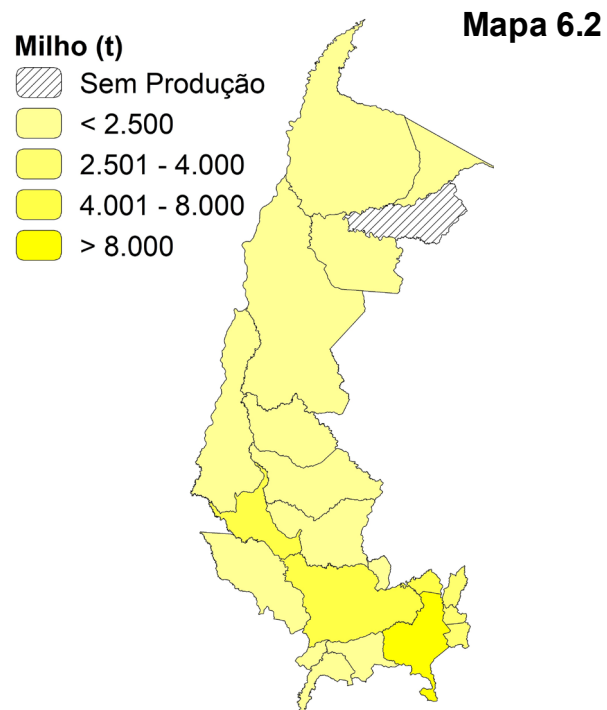 Mapa 6.2
Milho (t)
Sem Produção
< 2.500
2.501 - 4.000
4.001 - 8.000
> 8.000